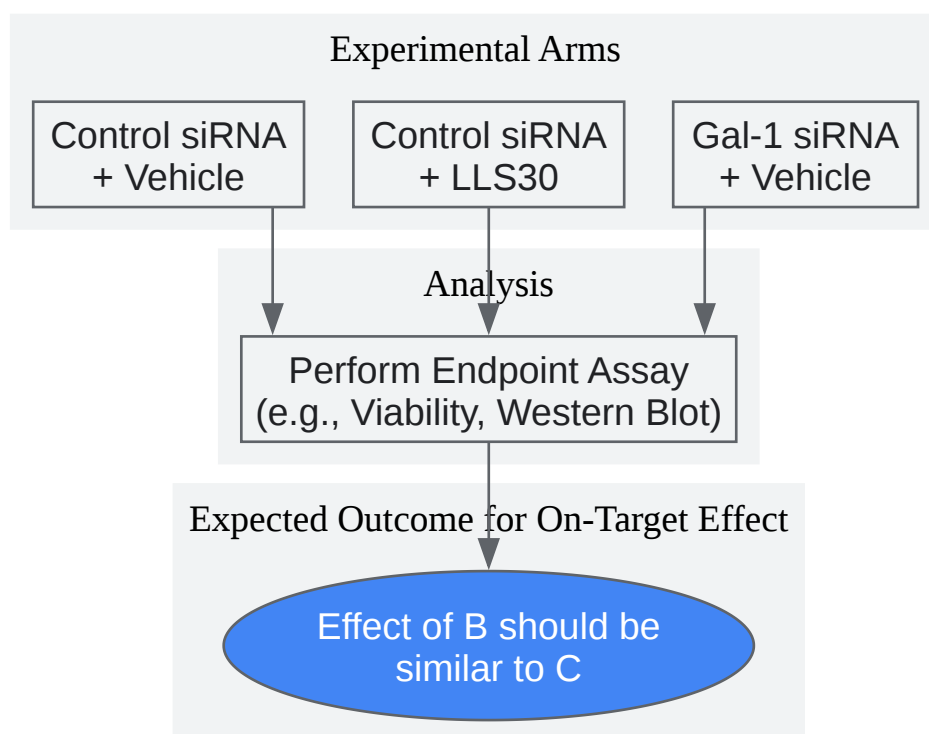 Experimental Arms
Control siRNA
+ Vehicle
Control siRNA
+ LLS30
Gal-1 siRNA
+ Vehicle
Analysis
Perform Endpoint Assay
(e.g., Viability, Western Blot)
Expected Outcome for On-Target Effect
Effect of B should be
similar to C